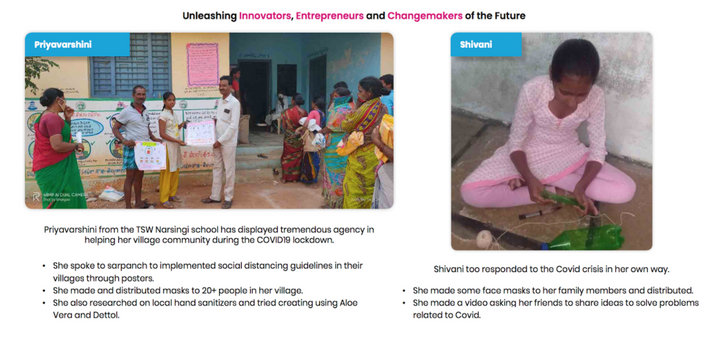 Unleashing Innovators, Entrepreneurs and Changemakers of the Future
Priyavarshini
Priyavarshini from the TSW Narsingi school has displayed tremendous agency in
helping her village community during the COVID19 lockdown.
• She spoke to sarpanch to implemented social distancing guidelines in their
villages through posters.
• She made and distributed masks to 20+ people in her village.
• She also researched on local hand sanitizers and tried creating using Aloe
Vera and Dettol.
Shivani
Shivani too responded to the Covid crisis in her own way.
• She made some face masks to her family members and distributed.
• She made a video asking her friends to share ideas to solve problems
related to Covid.